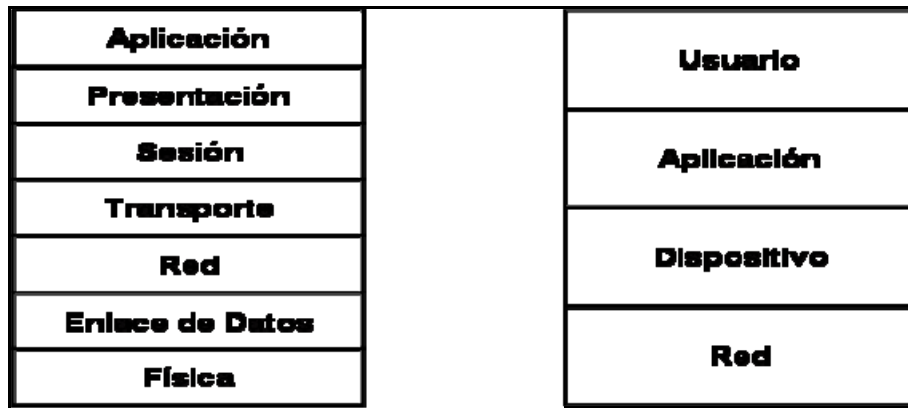 Aplicación
Presentación
Sesión
Transporte
Red
Enlace de Datos
Física
Usuario
Aplicación
Dispositivo
Red